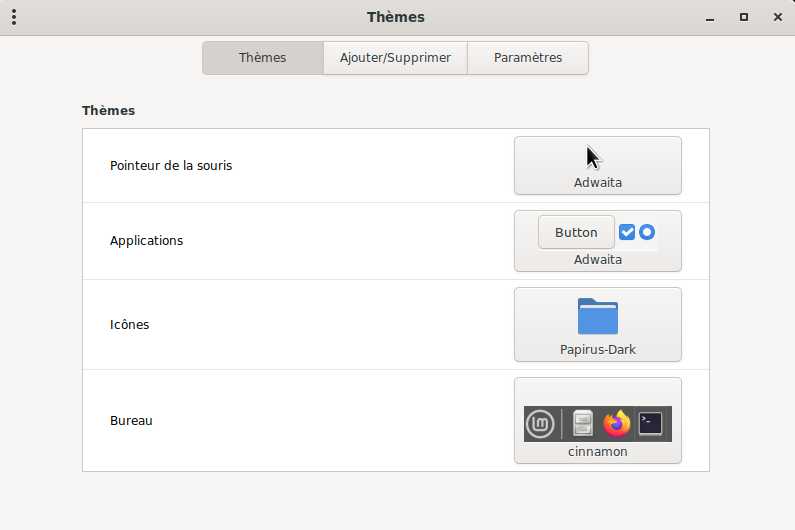 Thèmes
Thèmes
Ajouter/Supprimer
Paramètres
Thèmes
Pointeur de la souris
Adwaita
Applications
Button
Adwaita
Icônes
Papirus-Dark
Bureau
cinnamon